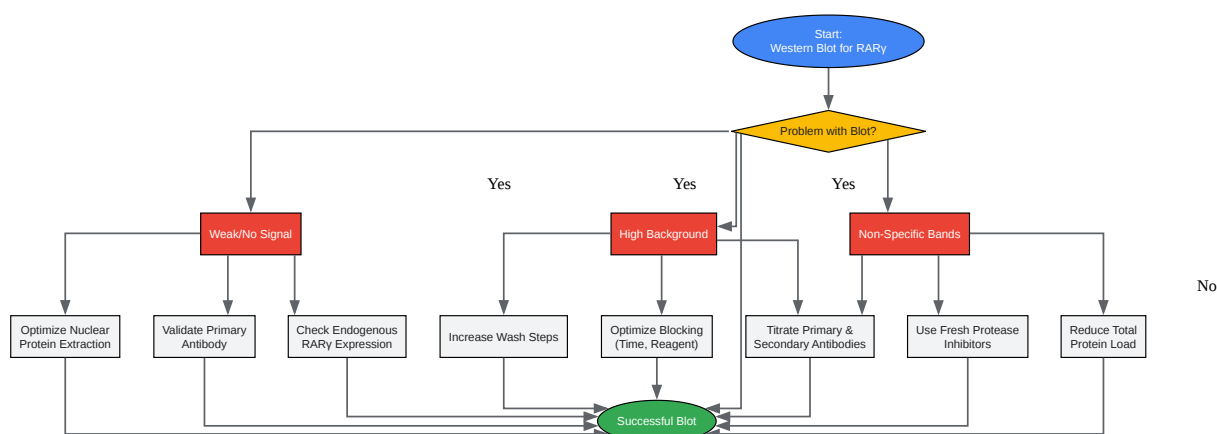 Start:
Western Blot for RARγ
Problem with Blot?
Yes
Yes
Yes
Weak/No Signal
High Background
Non-Specific Bands
No
Optimize Nuclear
Protein Extraction
Validate Primary
Antibody
Check Endogenous
RARγ Expression
Increase Wash Steps
Optimize Blocking
(Time, Reagent)
Titrate Primary &
Secondary Antibodies
Use Fresh Protease
Inhibitors
Reduce Total
Protein Load
Successful Blot